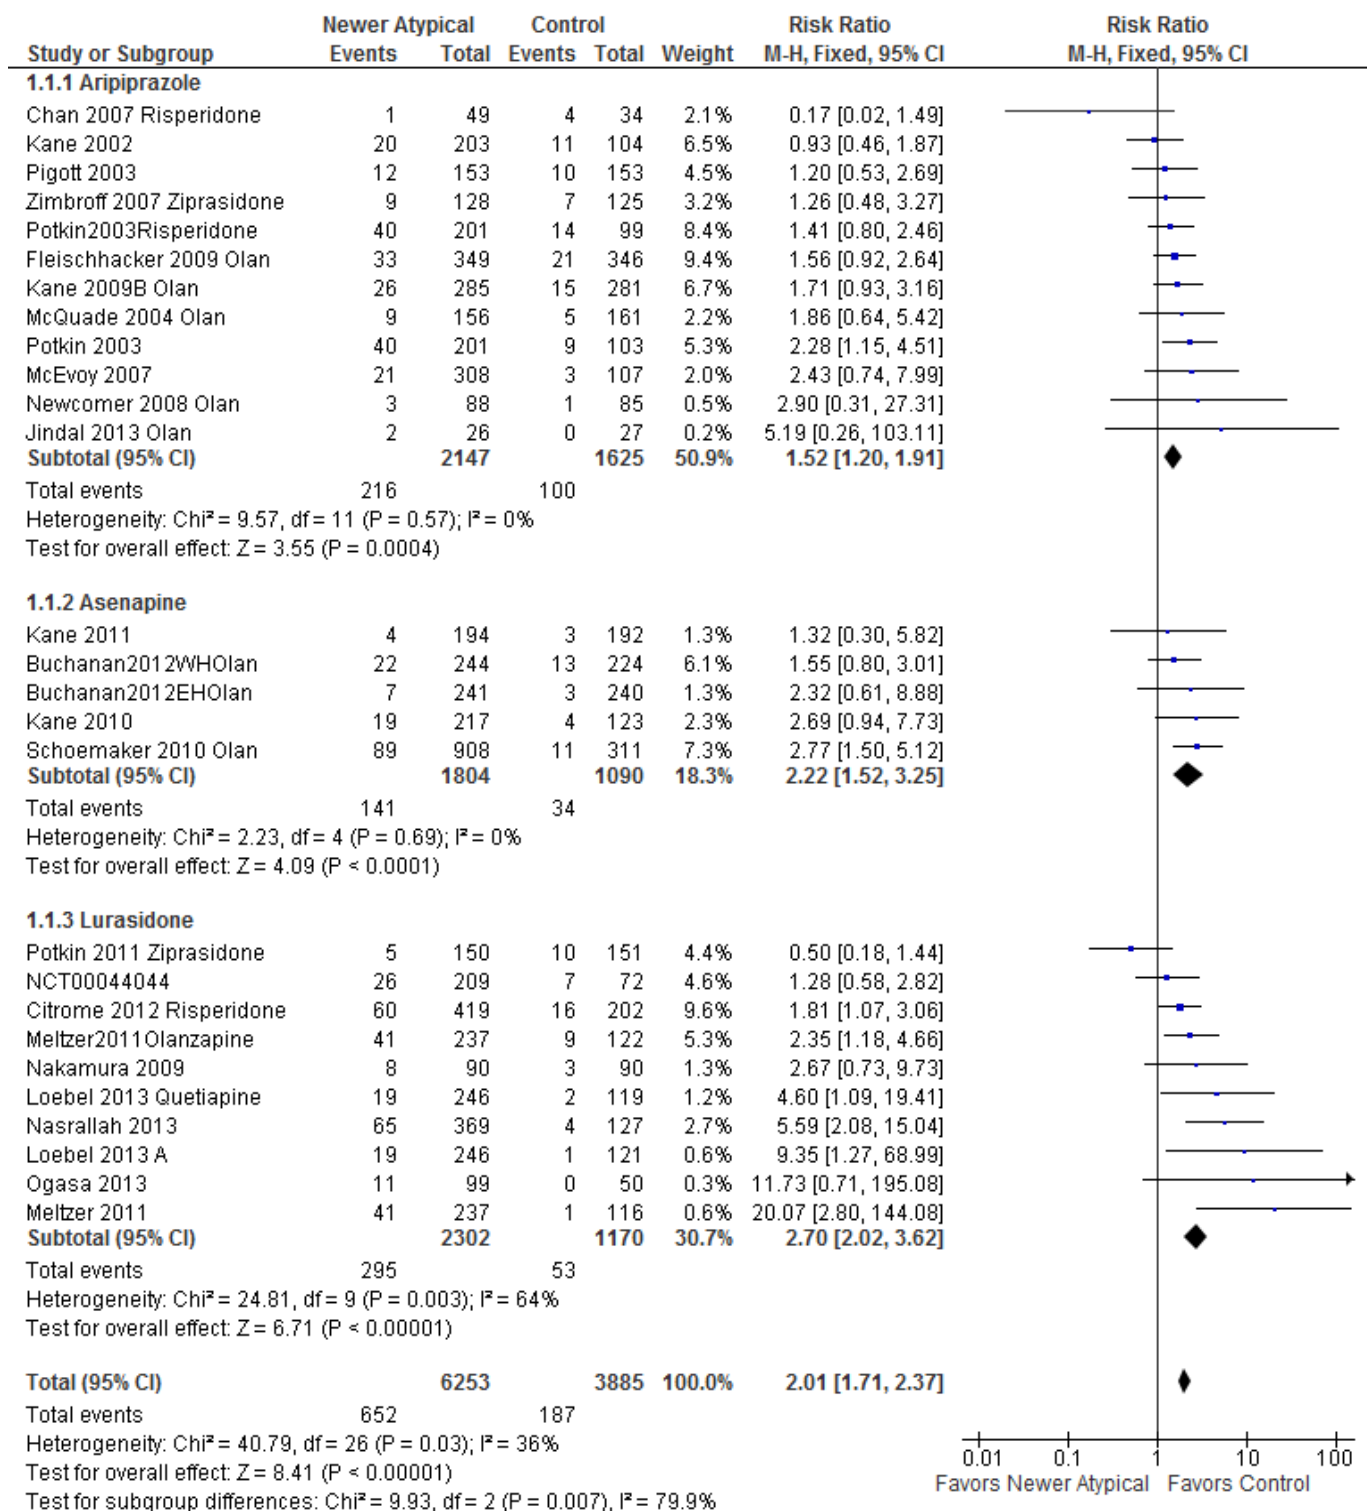 Newer Atypical Control Risk Ratio Risk Ratio
Study or Subgroup Events Total Events Total Weight M-H, Fixed, 95% CI M-H, Fixed, 95% CI
1.1.1 Aripiprazole
Chan 2007 Risperidone 1 49 4 34 2.1% 0.17 [0.02, 1.49]
Kane 2002 20 203 11 104 6.5% 0.93 [0.46, 1.87]
Pigott 2003 12 153 10 153 4.5% 1.20 [0.53, 2.69]
Zimbroff 2007 Ziprasidone 9 128 7 125 3.2% 1.26 [0.48, 3.27]
Potkin2003Risperidone 40 201 14 99 8.4% 1.41 [0.80, 2.46]
Fleischhacker 2009 Olan 33 349 21 346 9.4% 1.56 [0.92, 2.64]
Kane 2009B Olan 26 285 15 281 6.7% 1.71 [0.93, 3.16]
McQuade 2004 Olan 9 156 5 161 2.2% 1.86 [0.64, 5.42]
Potkin 2003 40 201 9 103 5.3% 2.28 [1.15, 4.51]
McEvoy 2007 21 308 3 107 2.0% 2.43 [0.74, 7.99]
Newcomer 2008 Olan 3 88 1 85 0.5% 2.90 [0.31, 27.31]
Jindal 2013 Olan 2 26 0 27 0.2% 5.19 [0.26, 103.11]
Subtotal (95% CI) 2147 1625 50.9% 1.52 [1.20, 1.91]
Total events 216 100
Heterogeneity: Chi² = 9.57, df = 11 (P = 0.57); I² = 0%
Test for overall effect: Z = 3.55 (P = 0.0004)
1.1.2 Asenapine
Kane 2011 4 194 3 192 1.3% 1.32 [0.30, 5.82]
Buchanan2012WHOlan 22 244 13 224 6.1% 1.55 [0.80, 3.01]
Buchanan2012EHOlan 7 241 3 240 1.3% 2.32 [0.61, 8.88]
Kane 2010 19 217 4 123 2.3% 2.69 [0.94, 7.73]
Schoemaker 2010 Olan 89 908 11 311 7.3% 2.77 [1.50, 5.12]
Subtotal (95% CI) 1804 1090 18.3% 2.22 [1.52, 3.25]
Total events 141 34
Heterogeneity: Chi² = 2.23, df = 4 (P = 0.69); I² = 0%
Test for overall effect: Z = 4.09 (P < 0.0001)
1.1.3 Lurasidone
Potkin 2011 Ziprasidone 5 150 10 151 4.4% 0.50 [0.18, 1.44]
NCT00044044 26 209 7 72 4.6% 1.28 [0.58, 2.82]
Citrome 2012 Risperidone 60 419 16 202 9.6% 1.81 [1.07, 3.06]
Meltzer2011Olanzapine 41 237 9 122 5.3% 2.35 [1.18, 4.66]
Nakamura 2009 8 90 3 90 1.3% 2.67 [0.73, 9.73]
Loebel 2013 Quetiapine 19 246 2 119 1.2% 4.60 [1.09, 19.41]
Nasrallah 2013 65 369 4 127 2.7% 5.59 [2.08, 15.04]
Loebel 2013 A 19 246 1 121 0.6% 9.35 [1.27, 68.99]
Ogasa 2013 11 99 0 50 0.3% 11.73 [0.71, 195.08]
Meltzer 2011 41 237 1 116 0.6% 20.07 [2.80, 144.08]
Subtotal (95% CI) 2302 1170 30.7% 2.70 [2.02, 3.62]
Total events 295 53
Heterogeneity: Chi² = 24.81, df = 9 (P = 0.003); I² = 64%
Test for overall effect: Z = 6.71 (P < 0.00001)
Total (95% CI) 6253 3885 100.0% 2.01 [1.71, 2.37]
Total events 652 187
Heterogeneity: Chi² = 40.79, df = 26 (P = 0.03); I² = 36%
Test for overall effect: Z = 8.41 (P < 0.00001)
Test for subgroup differences: Chi² = 9.93, df = 2 (P = 0.007), I² = 79.9%
0.01 0.1 1 10 100
Favors Newer Atypical Favors Control